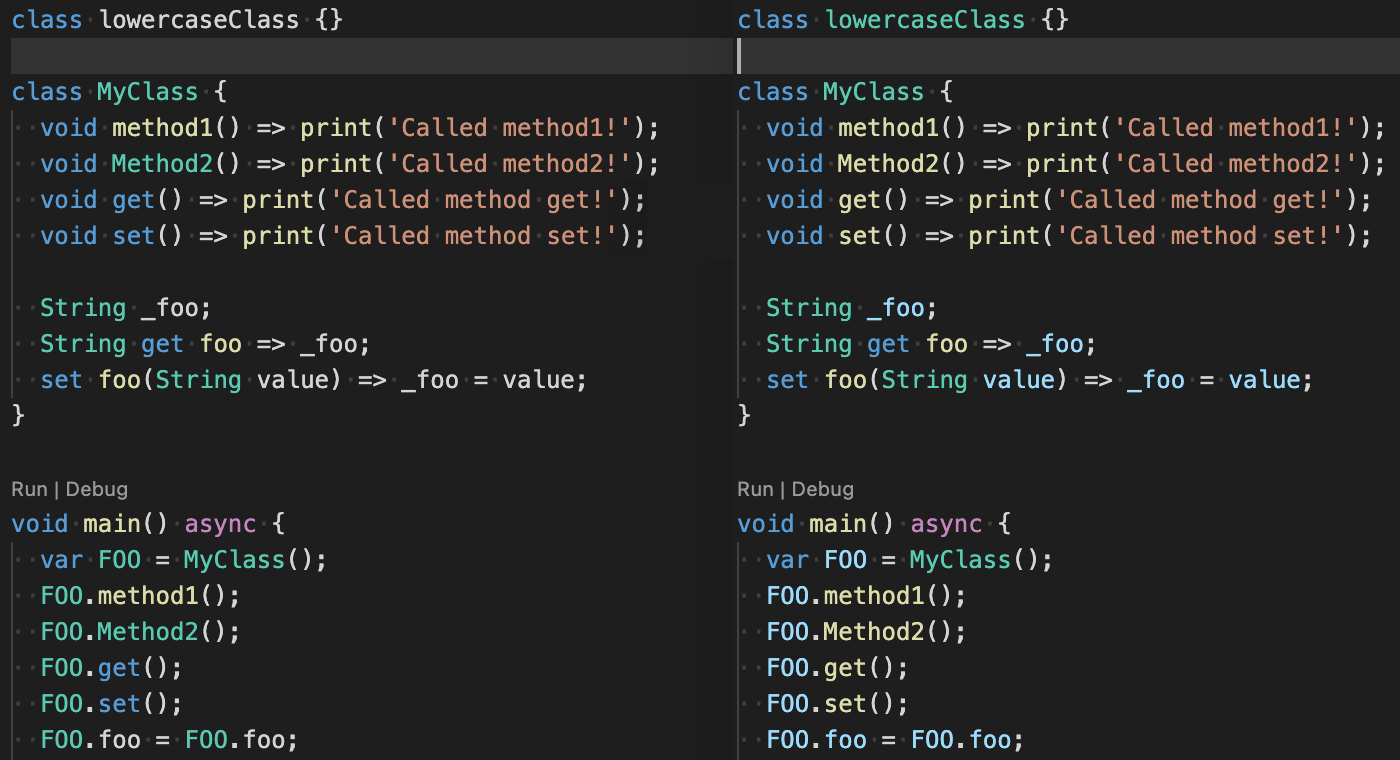 class lowercaseClass {}
class MyClass {
  void method1() => print('Called method1!');
  void Method2() => print('Called method2!');
  void get() => print('Called method get!');
  void set() => print('Called method set!');
  String _foo;
  String get foo => _foo;
  set foo(String value) => _foo = value;
}
Run | Debug
void main() async {
  var FOO = MyClass();
  FOO.method1();
  FOO.Method2();
  FOO.get();
  FOO.set();
  FOO.foo = FOO.foo;
class lowercaseClass {}
class MyClass {
  void method1() => print('Called method1!');
  void Method2() => print('Called method2!');
  void get() => print('Called method get!');
  void set() => print('Called method set!');
  String _foo;
  String get foo => _foo;
  set foo(String value) => _foo = value;
}
Run | Debug
void main() async {
  var FOO = MyClass();
  FOO.method1();
  FOO.Method2();
  FOO.get();
  FOO.set();
  FOO.foo = FOO.foo;